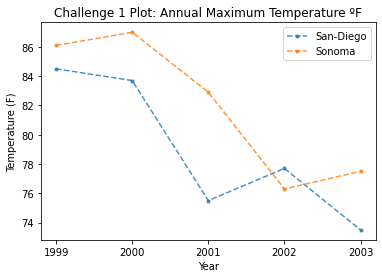 Challenge 1 Plot: Annual Maximum Temperature ºF
San-Diego
Sonoma
86
84
82
80
78
76
74
Temperature (F)
1999
2000
2001
2002
2003
Year